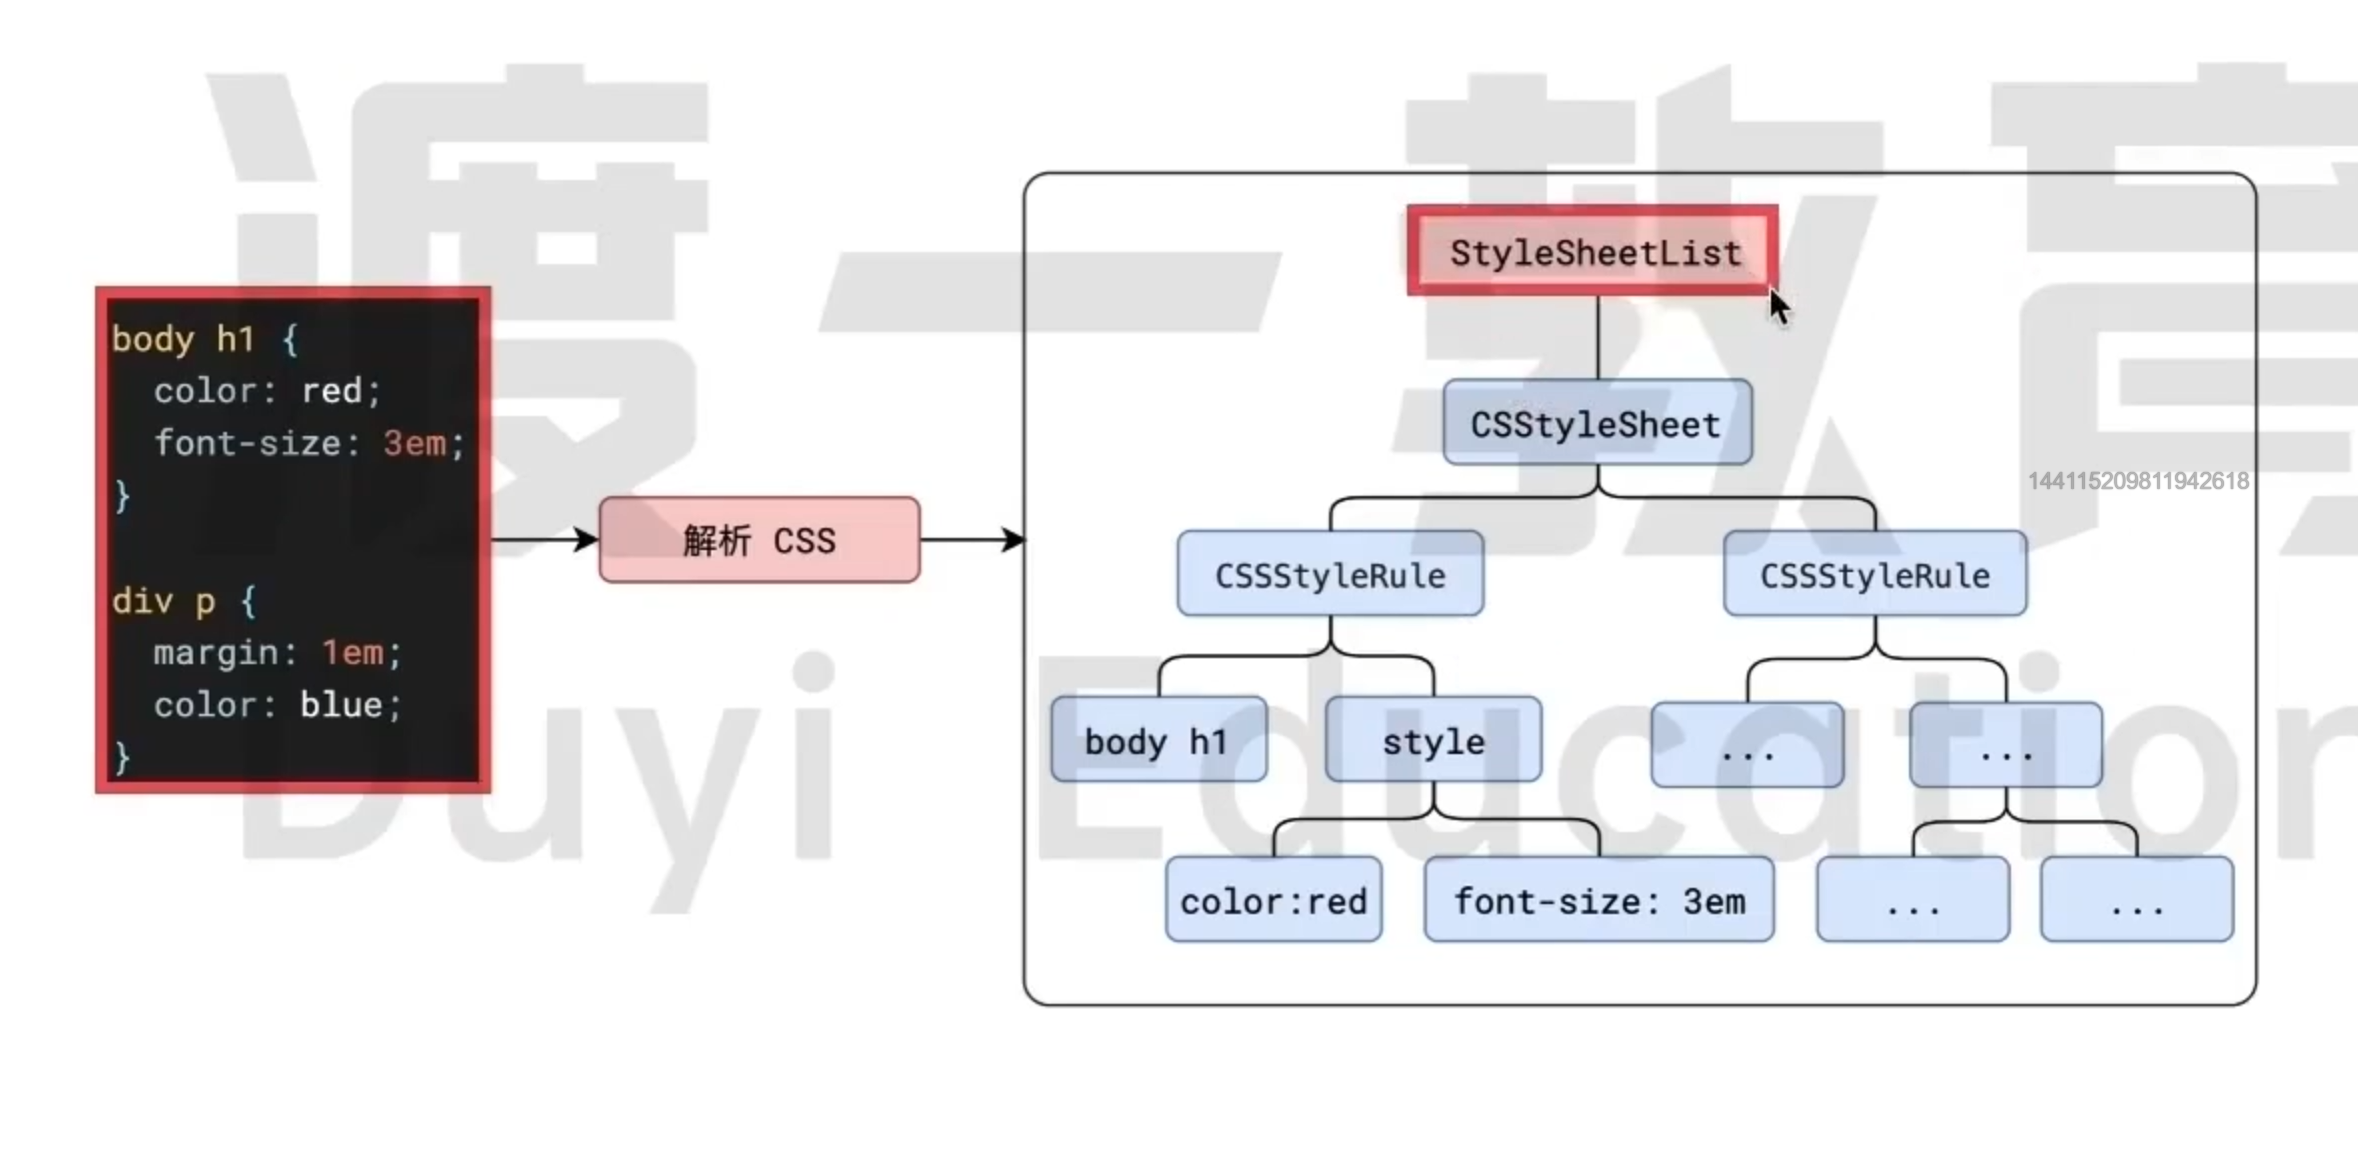 渡一教育
Duyi Education
body h1 {
color: red;
font-size: 3em;
}
div p {
margin: 1em;
color: blue;
}
解析 CSS
StyleSheetList
CSStyleSheet
144115209811942618
CSSStyleRule CSSStyleRule
body h1 style ... ...
color:red font-size: 3em ... ...